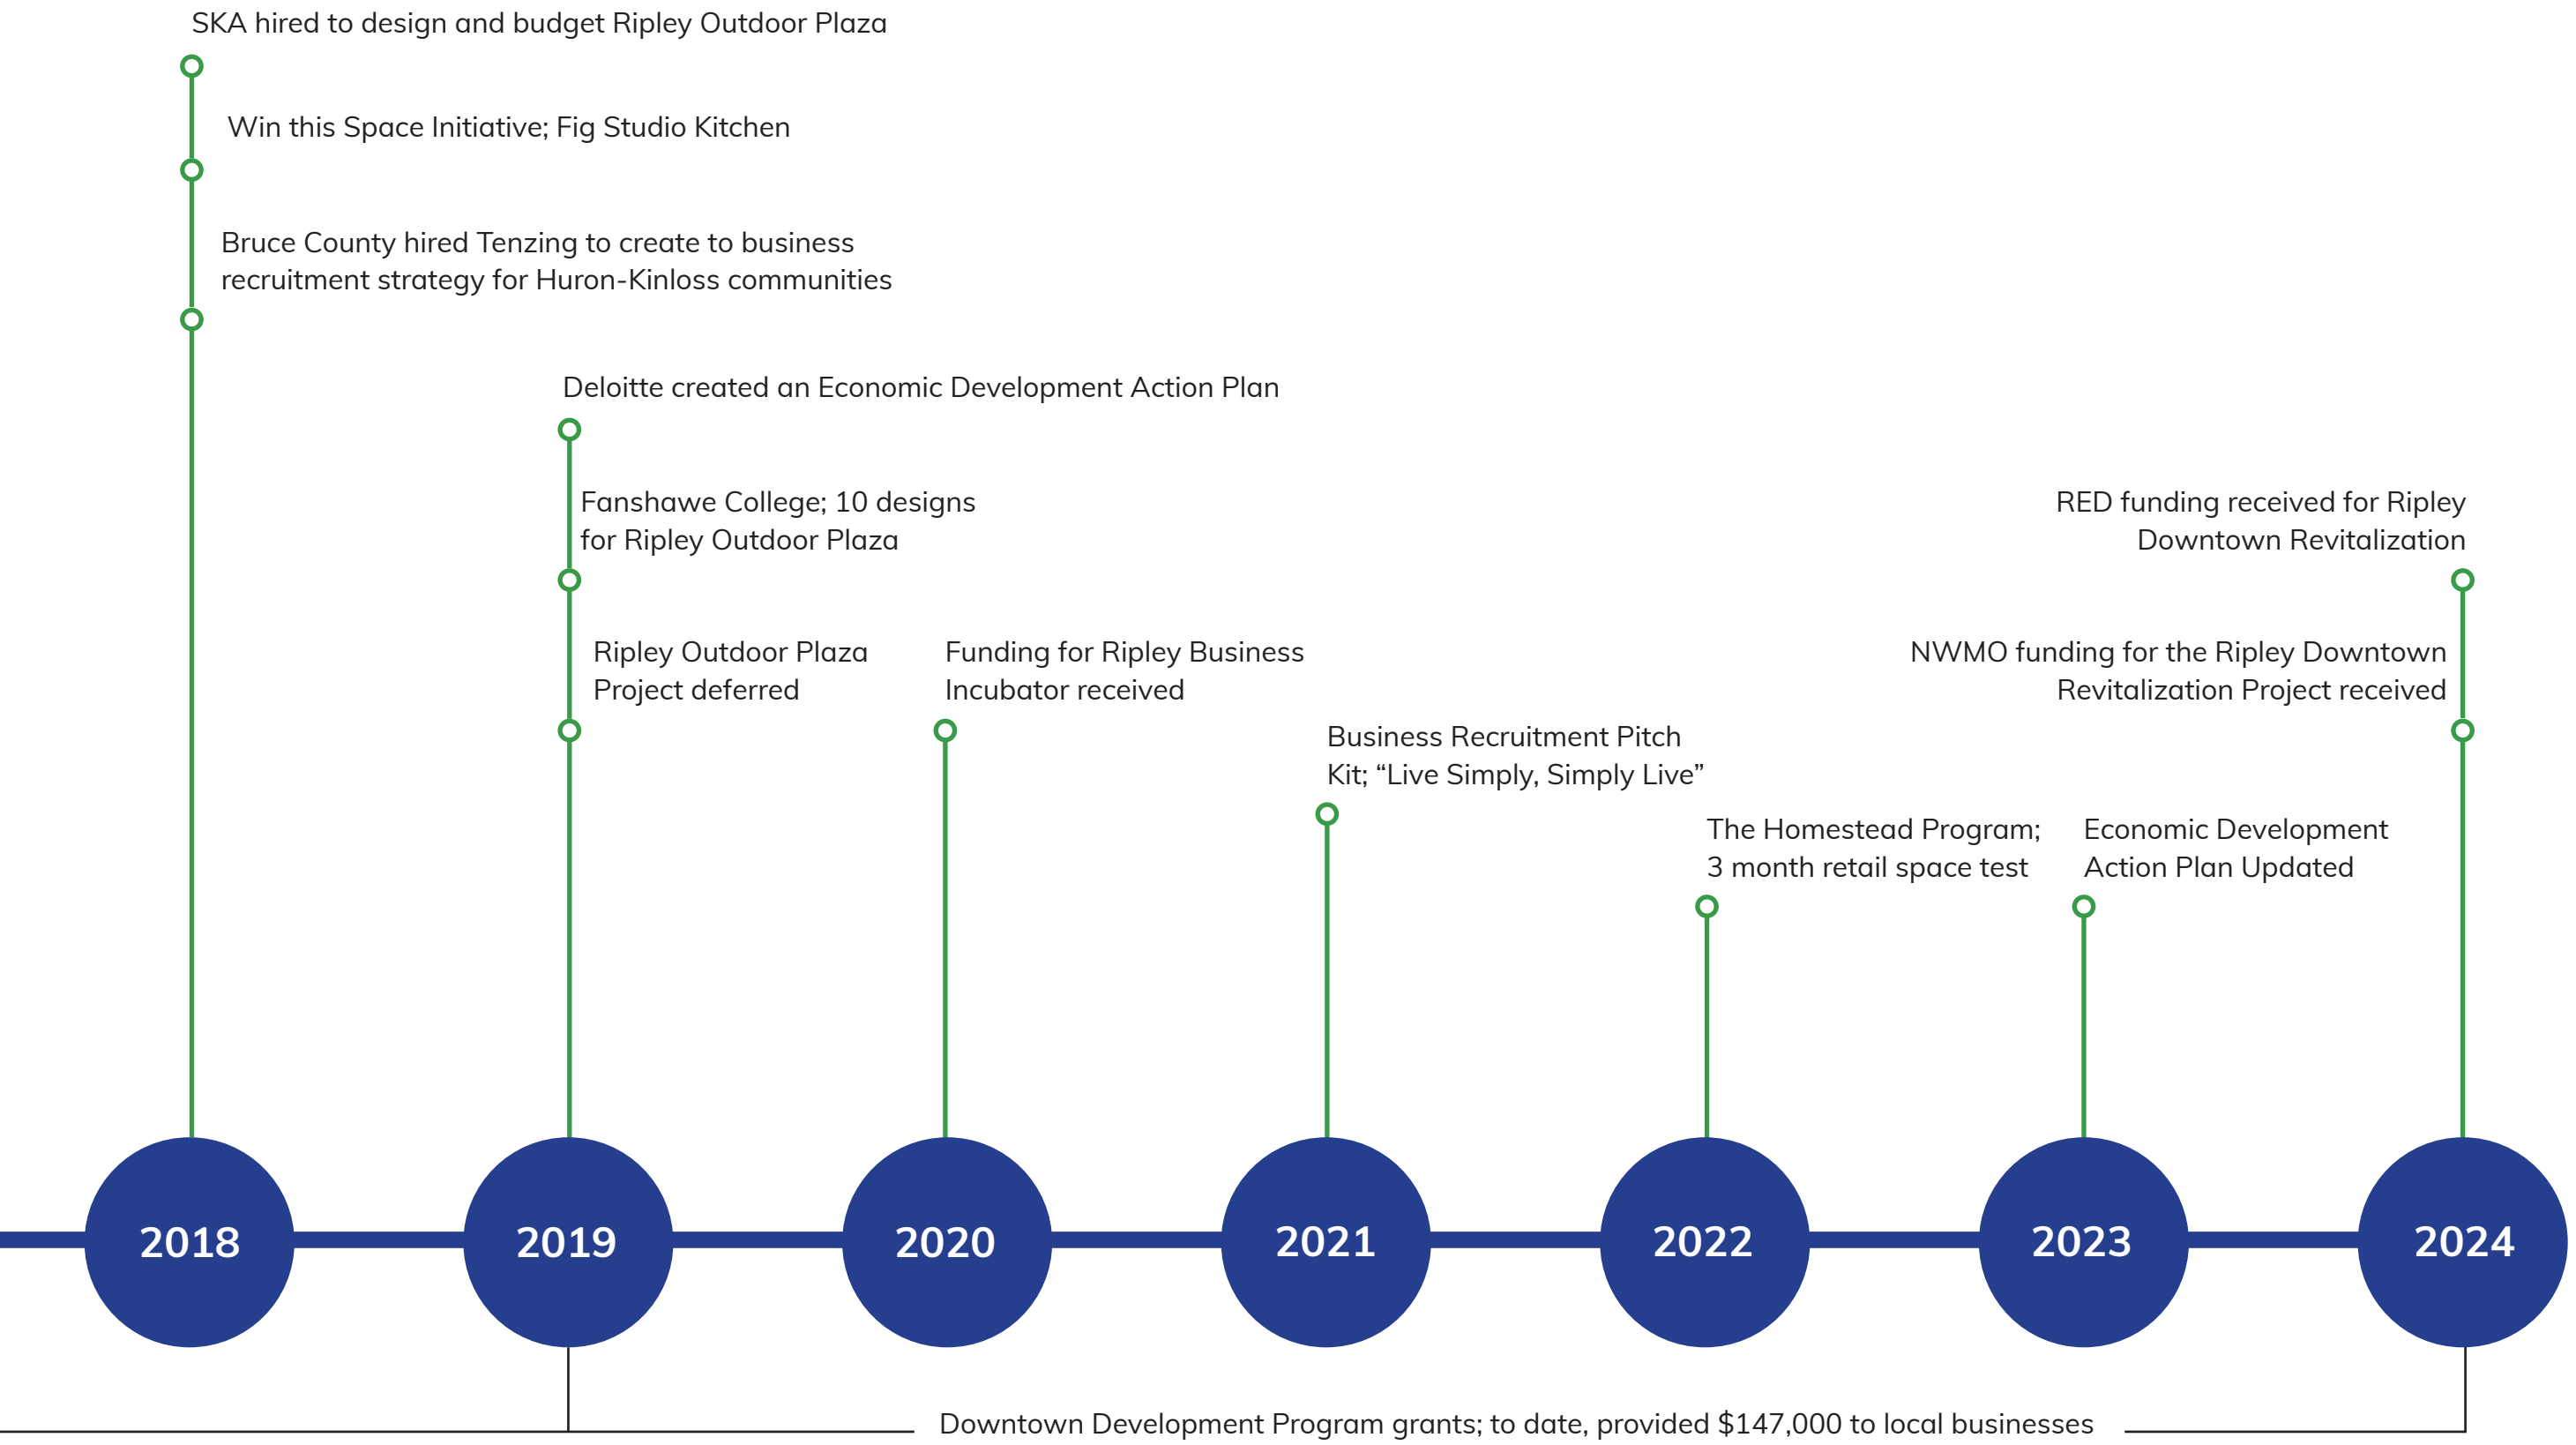 SKA hired to design and budget Ripley Outdoor Plaza
Win this Space Initiative; Fig Studio Kitchen
Bruce County hired Tenzing to create to business
recruitment strategy for Huron-Kinloss communities
Deloitte created an Economic Development Action Plan
Fanshawe College; 10 designs
for Ripley Outdoor Plaza
Ripley Outdoor Plaza
Project deferred
Funding for Ripley Business
Incubator received
Business Recruitment Pitch
Kit; “Live Simply, Simply Live”
The Homestead Program;
3 month retail space test
Economic Development
Action Plan Updated
RED funding received for Ripley
Downtown Revitalization
NWMO funding for the Ripley Downtown
Revitalization Project received
2018
2019
2020
2021
2022
2023
2024
Downtown Development Program grants; to date, provided $147,000 to local businesses